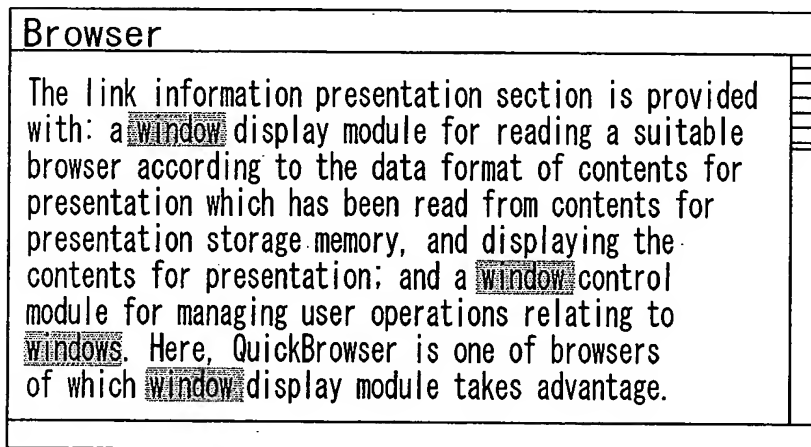 Browser
The link information presentation section is provided
with: a window display module for reading a suitable
browser according to the data format of contents for
presentation which has been read from contents for
presentation storage memory, and displaying the
contents for presentation; and a window control
module for managing user operations relating to
windows. Here, QuickBrowser is one of browsers
of which window display module takes advantage.